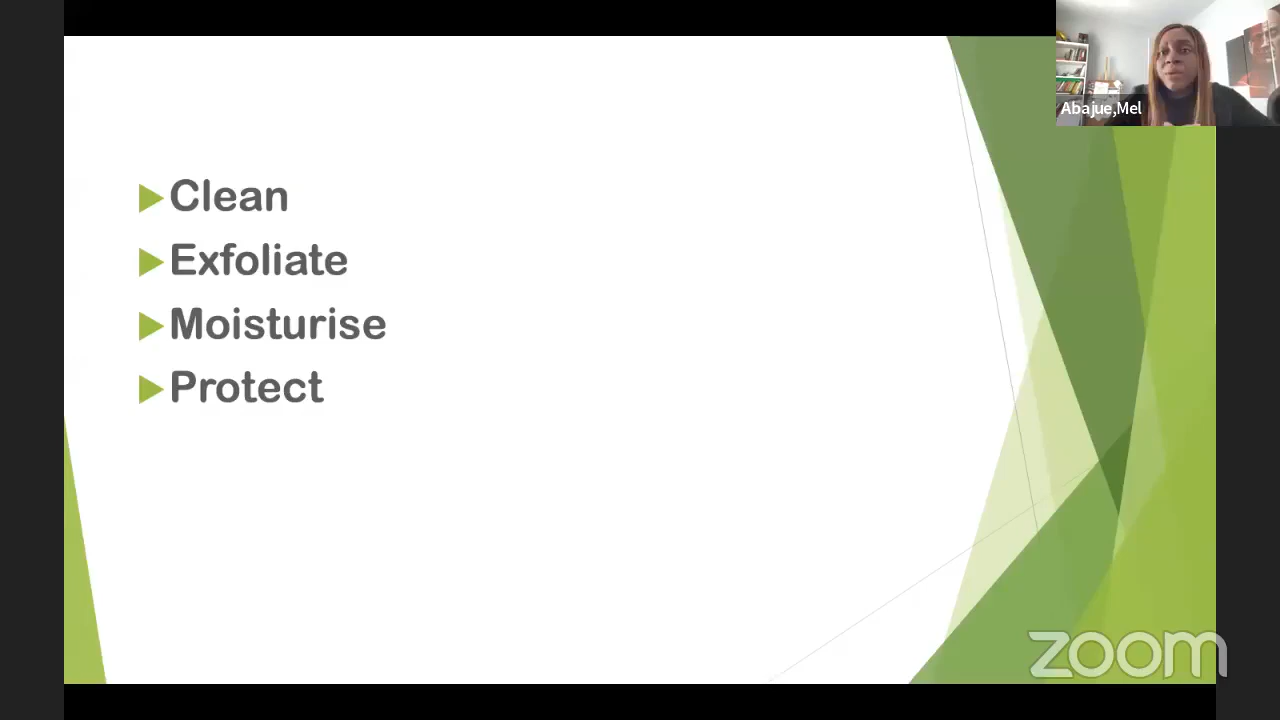 Abajue,Mel
Clean
Exfoliate
Moisturise
Protect
zoom